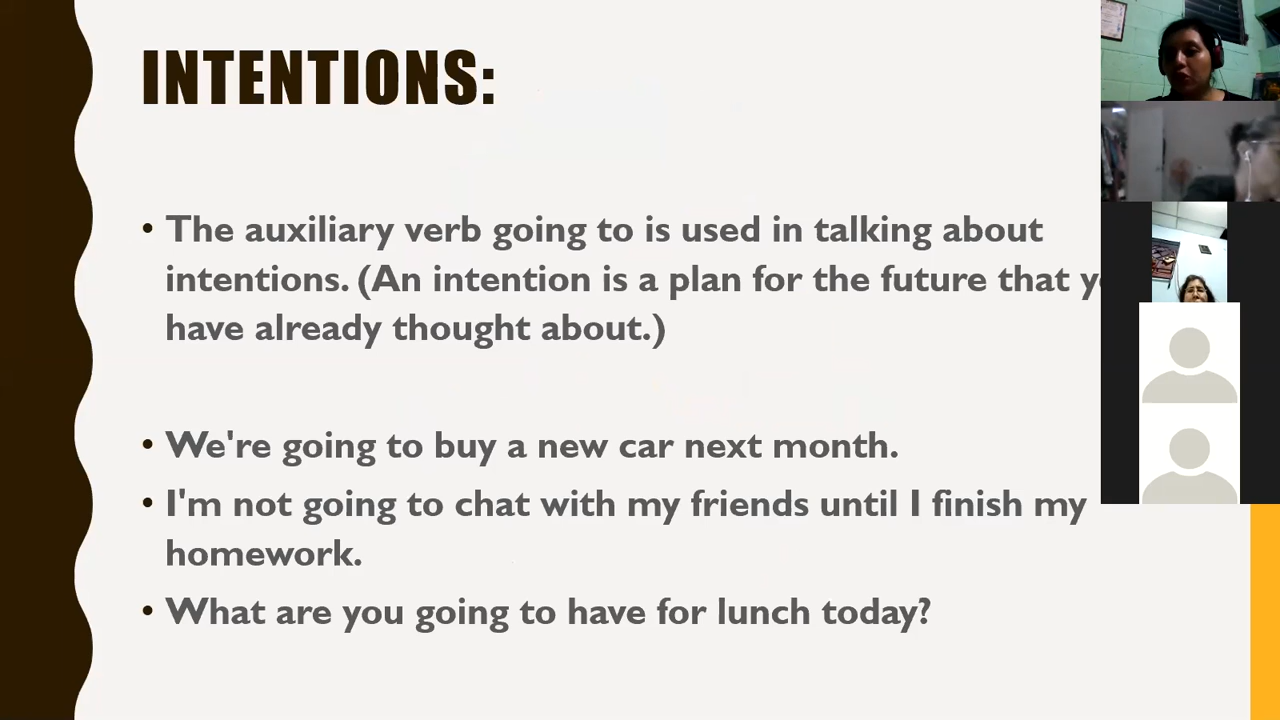 INTENTIONS:
• The auxiliary verb going to is used in talking about
intentions. (An intention is a plan for the future that
have already thought about.)
• We're going to buy a new car next month.
• I'm not going to chat with my friends until I finish my
homework.
• What are you going to have for lunch today?